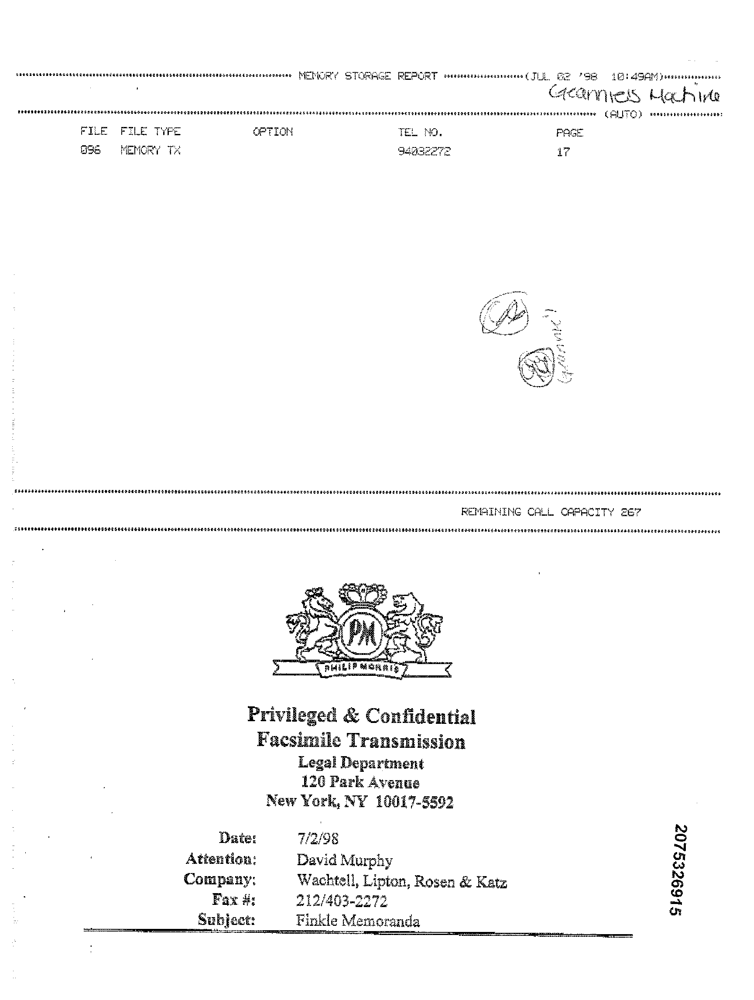 MEMORY STORAGE REPORT (JUL 02 '98 10:49AM)
Machine
(AUTO)
FILE FILE TYPE OPTION TEL NO. PAGE
096 MEMORY TX 94032272 17
REMAINING CALL CAPACITY 267
PM
PHILIP MORRIS
Privileged & Confidential
Facsimile Transmission
Legal Department
120 Park Avenue
New York, NY 10017-5592
Date: 7/2/98
Attention: David Murphy
Company: Wachtell, Lipton, Rosen & Katz
Fax #: 212/403-2272
Subject: Finkle Memoranda
2075326915